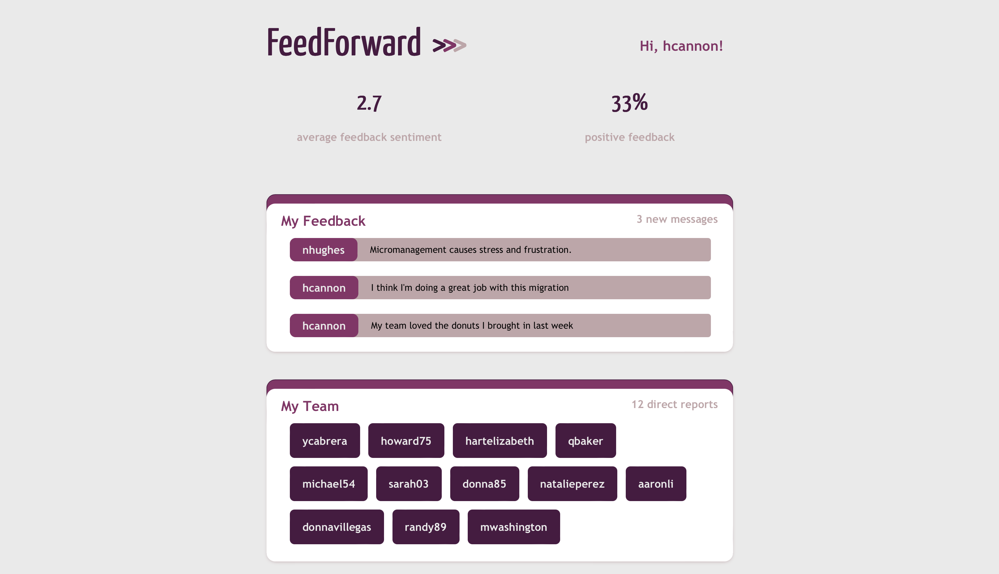 FeedForward >>>
Hi, hcannon!
2.7
33%
average feedback sentiment
positive feedback
My Feedback
3 new messages
nhughes Micromanagement causes stress and frustration.
hcannon I think I'm doing a great job with this migration
hcannon My team loved the donuts I brought in last week
My Team
12 direct reports
ycabrera howard75 hartelizabeth qbaker
michael54 sarah03 donna85 natalieperez aaronli
donnavillegas randy89 mwashington